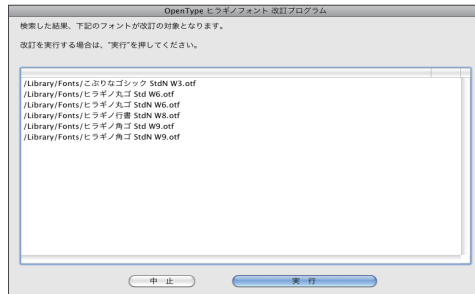 OpenType ヒラギノフォント 改訂プログラム
検索した結果、下記のフォントが改訂の対象となります。
改訂を実行する場合は、"実行"を押してください。
/Library/Fonts/こぶりなゴシック StdN W3.otf
/Library/Fonts/ヒラギノ丸ゴ Std W6.otf
/Library/Fonts/ヒラギノ丸ゴ StdN W6.otf
/Library/Fonts/ヒラギノ行書 StdN W8.otf
/Library/Fonts/ヒラギノ角ゴ Std W9.otf
/Library/Fonts/ヒラギノ角ゴ StdN W9.otf
中 止
実 行